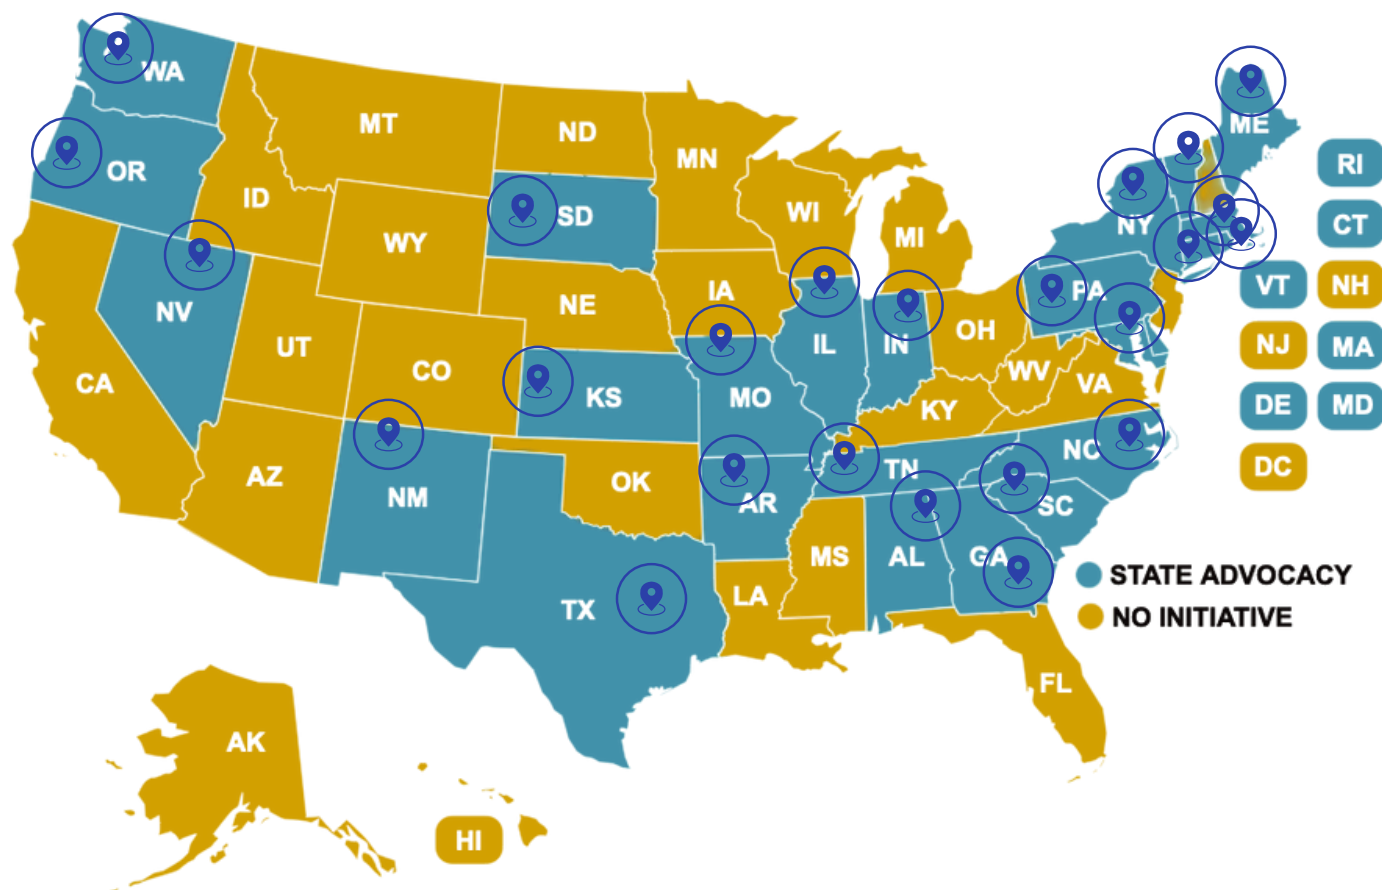 WA
ME
MT
ND
MN
RI
OR
ID
SD
WI
NY
CT
WY
MI
VT
NH
IA
PA
NE
NV
OH
IL
IN
UT
NJ
MA
CO
WV
CA
VA
KS
MO
KY
DE
MD
NC
TN
DC
AZ
OK
NM
AR
SC
MS
AL
GA
STATE ADVOCACY
LA
TX
NO INITIATIVE
FL
AK
HI